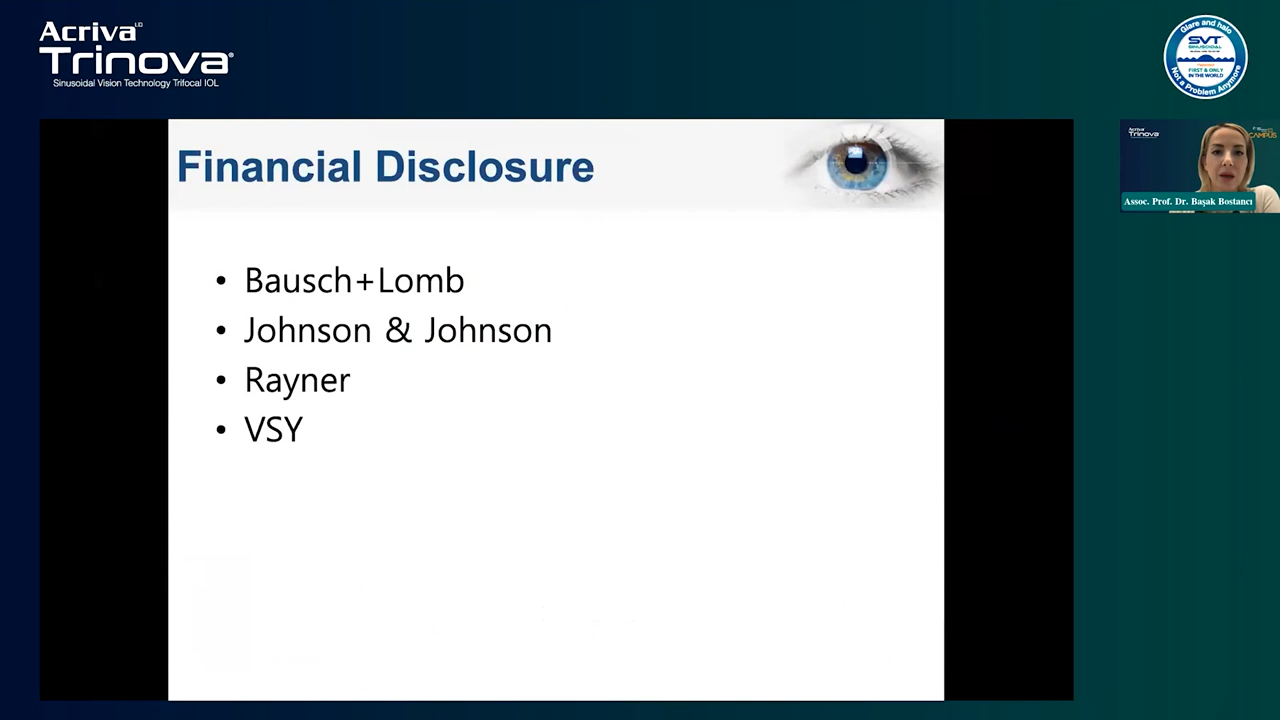 Acriva UD
Trinova®
Sinusoidal Vision Technology Trifocal IOL
Glare and halo
SVT
SINUSOIDAL
FIRST & ONLY
IN THE WORLD
Not a Problem Anymore
Financial Disclosure
• Bausch+Lomb
• Johnson & Johnson
• Rayner
• VSY
Acriva
Trinova
CAMPUS
Assoc. Prof. Dr. Başak Bostancı